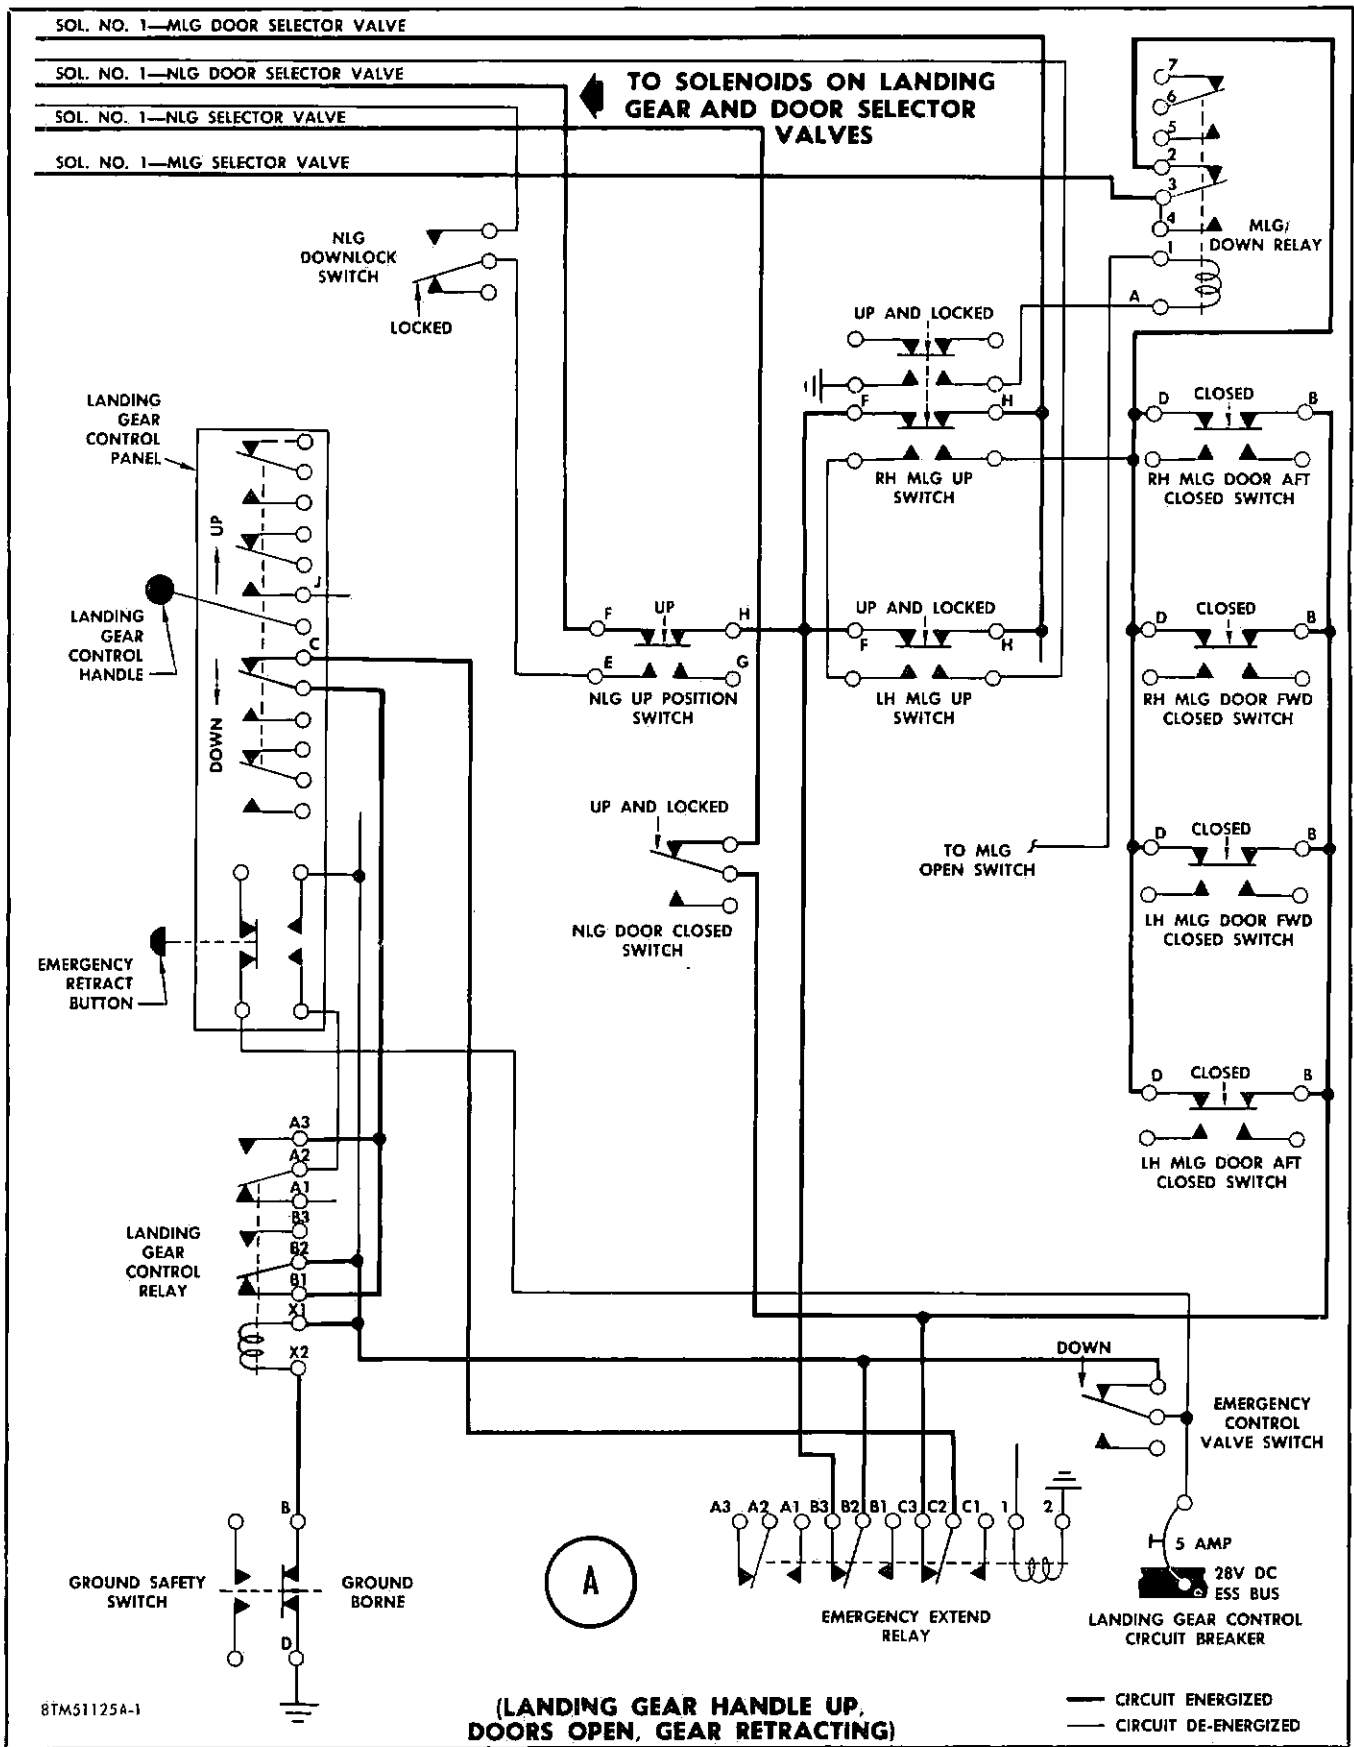 SOL. NO. 1—MLG DOOR SELECTOR VALVE
SOL. NO. 1—NLG DOOR SELECTOR VALVE
SOL. NO. 1—NLG SELECTOR VALVE
SOL. NO. 1—MLG SELECTOR VALVE
TO SOLENOIDS ON LANDING
GEAR AND DOOR SELECTOR
VALVES
7
6
5
2
3
4
1
A
MLG/
DOWN RELAY
NLG
DOWNLOCK
SWITCH
LOCKED
UP AND LOCKED
F
H
RH MLG UP
SWITCH
D
CLOSED
B
RH MLG DOOR AFT
CLOSED SWITCH
LANDING
GEAR
CONTROL
PANEL
UP
J
C
DOWN
LANDING
GEAR
CONTROL
HANDLE
F
UP
H
E
G
NLG UP POSITION
SWITCH
UP AND LOCKED
F
H
LH MLG UP
SWITCH
D
CLOSED
B
RH MLG DOOR FWD
CLOSED SWITCH
UP AND LOCKED
NLG DOOR CLOSED
SWITCH
TO MLG
OPEN SWITCH
D
CLOSED
B
LH MLG DOOR FWD
CLOSED SWITCH
EMERGENCY
RETRACT
BUTTON
D
CLOSED
B
LH MLG DOOR AFT
CLOSED SWITCH
A3
A2
A1
B3
B2
B1
X1
X2
LANDING
GEAR
CONTROL
RELAY
DOWN
EMERGENCY
CONTROL
VALVE SWITCH
A3 A2 A1 B3 B2 B1 C3 C2 C1 1 2
EMERGENCY EXTEND
RELAY
5 AMP
28V DC
ESS BUS
LANDING GEAR CONTROL
CIRCUIT BREAKER
B
GROUND SAFETY
SWITCH
GROUND
BORNE
D
A
8TM51125A-1
(LANDING GEAR HANDLE UP,
DOORS OPEN, GEAR RETRACTING)
CIRCUIT ENERGIZED
CIRCUIT DE-ENERGIZED